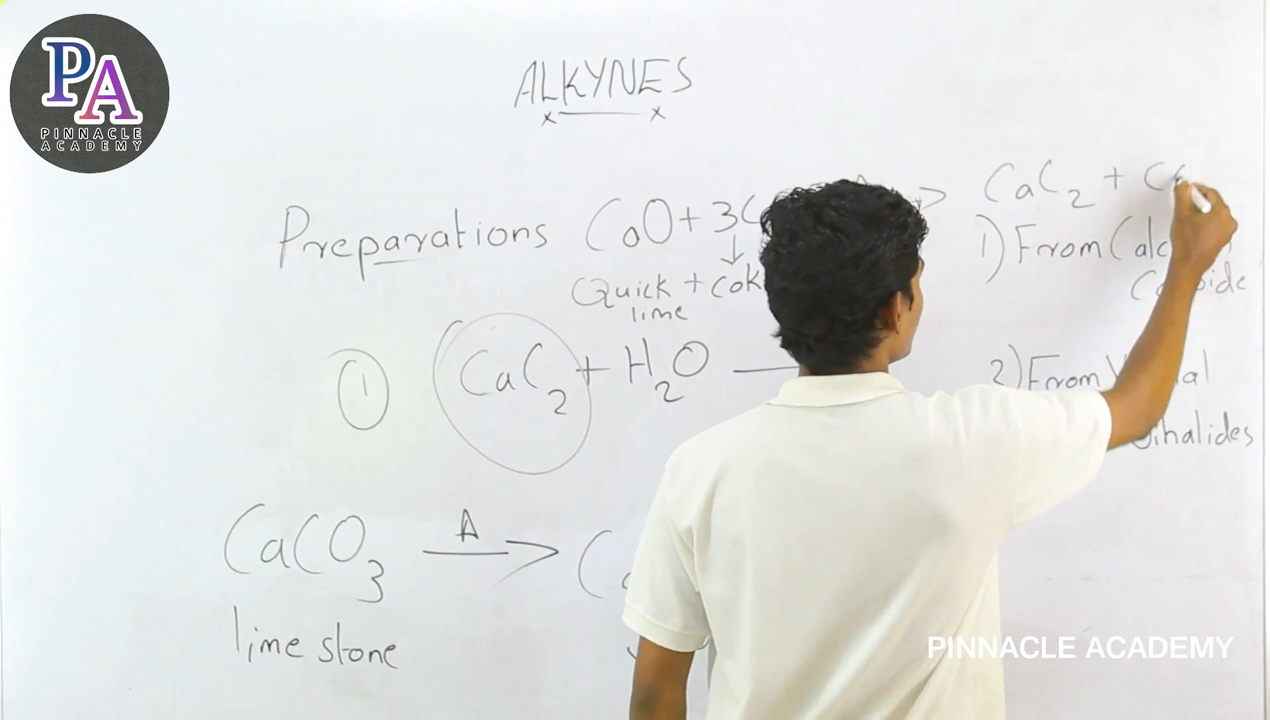 PA
PINNACLE
ACADEMY
ALKYNES
x x
Preparations CaO + 3C → CaC2 + C
↓
Quick + cok
lime
1) From
2) From
Dihalides
① CaC2 + H2O
CaCO3 Δ →
lime stone
PINNACLE ACADEMY